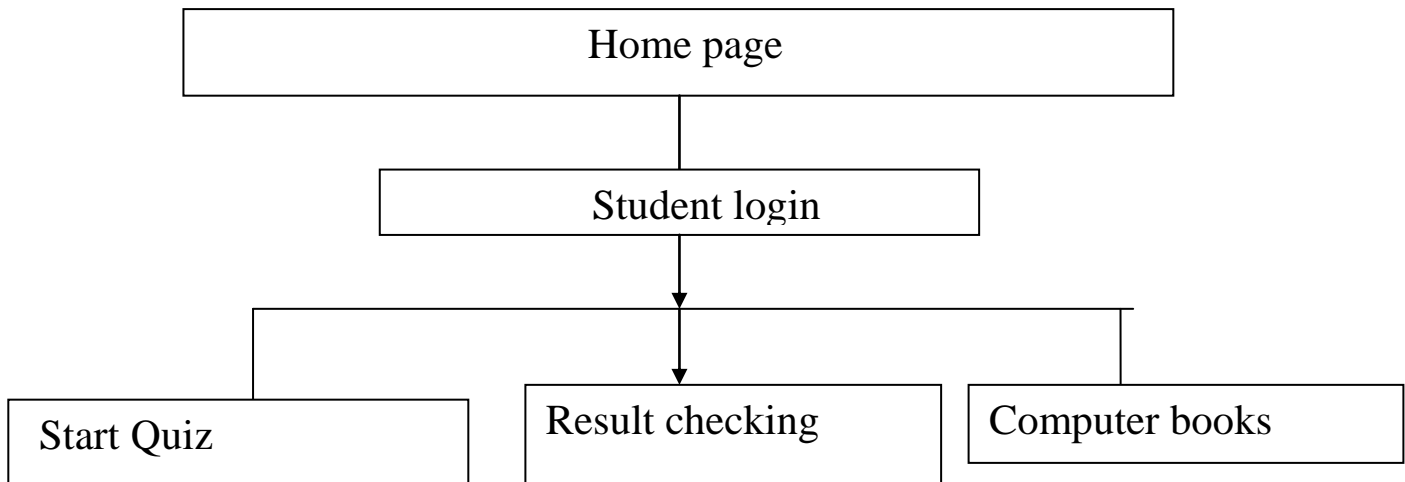 Home page
Student login
Start Quiz
Result checking
Computer books